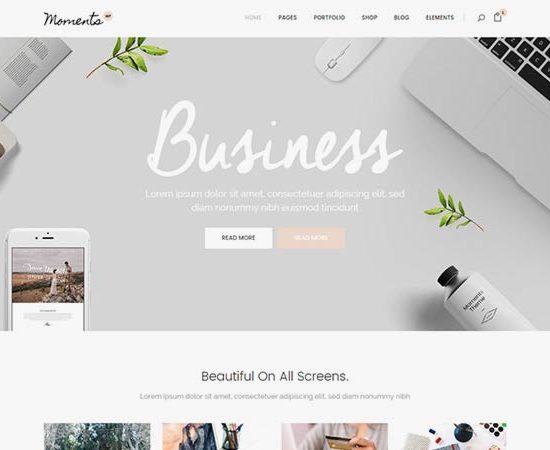 Moments
HOME PAGES PORTFOLIO SHOP BLOG ELEMENTS
Business
Lorem ipsum dolor sit amet, consectetuer adipiscing elit, sed
diam nonummy nibh euismod tincidunt.
READ MORE READ MORE
Moments
Theme
Beautiful On All Screens.
Lorem ipsum dolor sit amet, consectetuer adipiscing elit, sed diam nonummy nibh